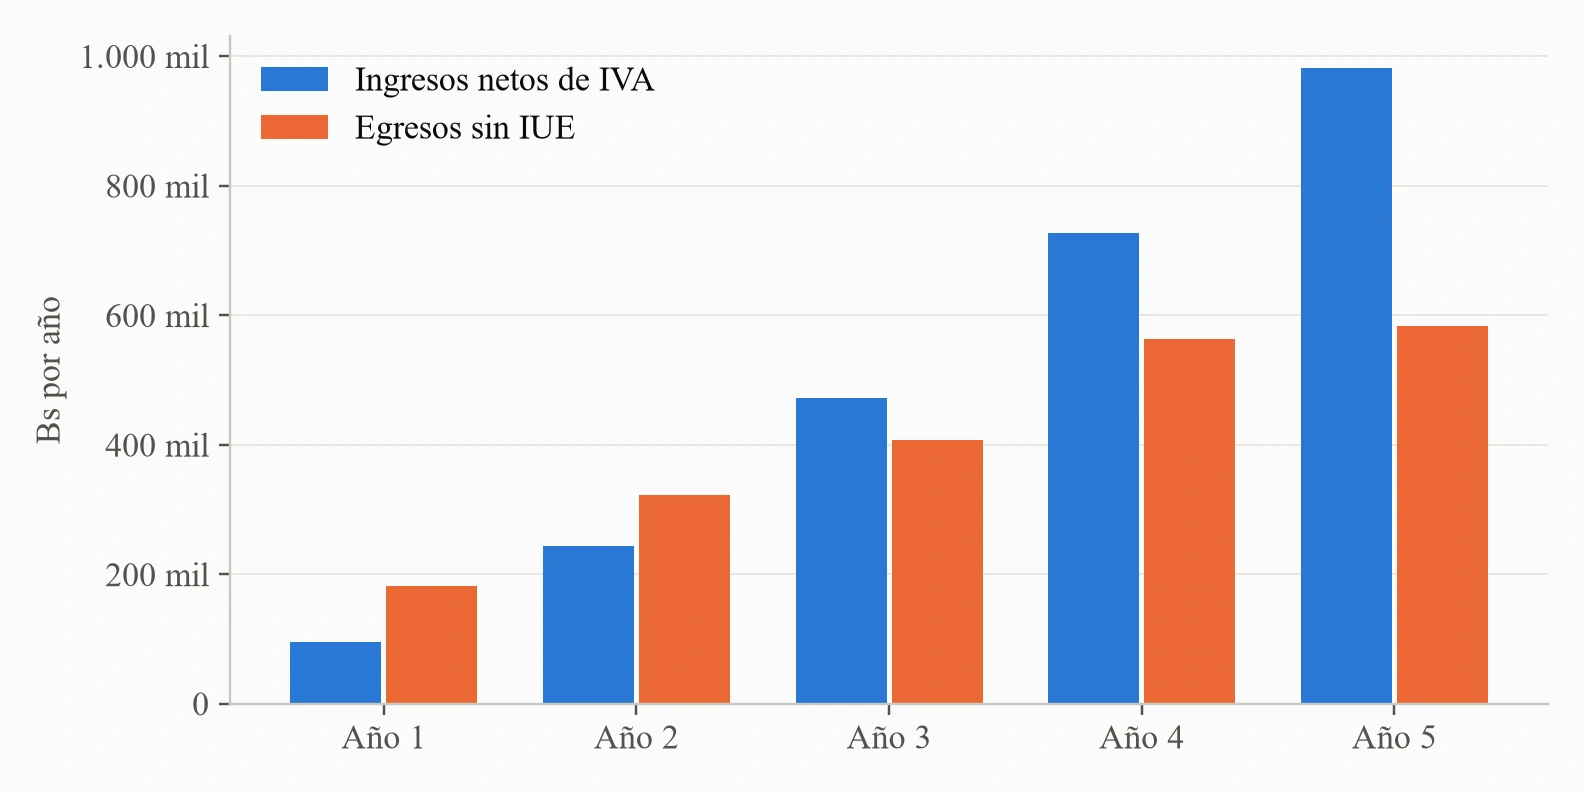 1.000 mil
800 mil
600 mil
400 mil
200 mil
0
Bs por año
Ingresos netos de IVA
Egresos sin IUE
Año 1
Año 2
Año 3
Año 4
Año 5